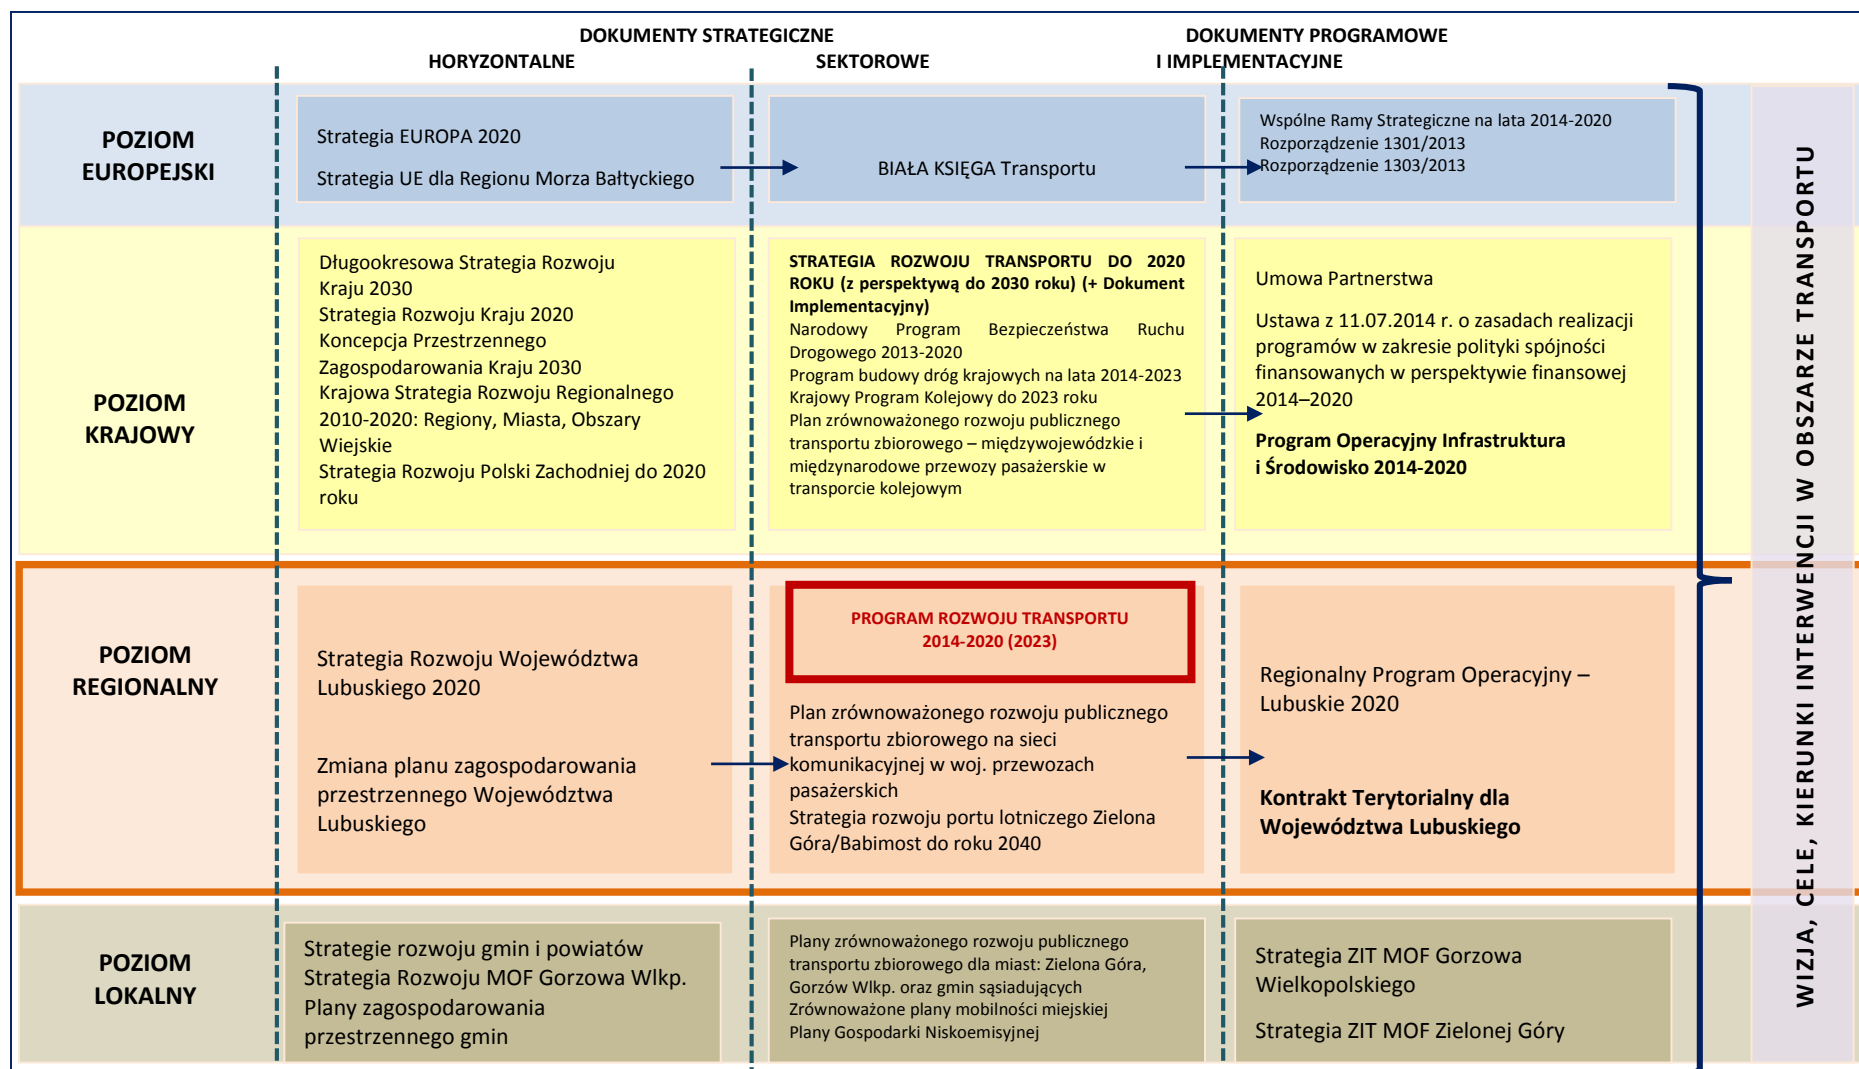 DOKUMENTY STRATEGICZNE
DOKUMENTY PROGRAMOWE
HORYZONTALNE
SEKTOROWE
I IMPLEMENTACYJNE
POZIOM
EUROPEJSKI
Strategia EUROPA 2020
Strategia UE dla Regionu Morza Bałtyckiego
BIAŁA KSIĘGA Transportu
Wspólne Ramy Strategiczne na lata 2014-2020
Rozporządzenie 1301/2013
Rozporządzenie 1303/2013
POZIOM
KRAJOWY
Długookresowa Strategia Rozwoju
Kraju 2030
Strategia Rozwoju Kraju 2020
Koncepcja Przestrzennego
Zagospodarowania Kraju 2030
Krajowa Strategia Rozwoju Regionalnego
2010-2020: Regiony, Miasta, Obszary
Wiejskie
Strategia Rozwoju Polski Zachodniej do 2020
roku
STRATEGIA ROZWOJU TRANSPORTU DO 2020
ROKU (z perspektywą do 2030 roku) (+ Dokument
Implementacyjny)
Narodowy Program Bezpieczeństwa Ruchu
Drogowego 2013-2020
Program budowy dróg krajowych na lata 2014-2023
Krajowy Program Kolejowy do 2023 roku
Plan zrównoważonego rozwoju publicznego
transportu zbiorowego – międzywojewódzkie i
międzynarodowe przewozy pasażerskie w
transporcie kolejowym
Umowa Partnerstwa
Ustawa z 11.07.2014 r. o zasadach realizacji
programów w zakresie polityki spójności
finansowanych w perspektywie finansowej
2014–2020
Program Operacyjny Infrastruktura
i Środowisko 2014-2020
POZIOM
REGIONALNY
Strategia Rozwoju Województwa
Lubuskiego 2020
Zmiana planu zagospodarowania
przestrzennego Województwa
Lubuskiego
PROGRAM ROZWOJU TRANSPORTU
2014-2020 (2023)
Plan zrównoważonego rozwoju publicznego
transportu zbiorowego na sieci
komunikacyjnej w woj. przewozach
pasażerskich
Strategia rozwoju portu lotniczego Zielona
Góra/Babimost do roku 2040
Regionalny Program Operacyjny –
Lubuskie 2020
Kontrakt Terytorialny dla
Województwa Lubuskiego
POZIOM
LOKALNY
Strategie rozwoju gmin i powiatów
Strategia Rozwoju MOF Gorzowa Wlkp.
Plany zagospodarowania
przestrzennego gmin
Plany zrównoważonego rozwoju publicznego
transportu zbiorowego dla miast: Zielona Góra,
Gorzów Wlkp. oraz gmin sąsiadujących
Zrównoważone plany mobilności miejskiej
Plany Gospodarki Niskoemisyjnej
Strategia ZIT MOF Gorzowa
Wielkopolskiego
Strategia ZIT MOF Zielonej Góry
WIZJA, CELE, KIERUNKI INTERWENCJI W OBSZARZE TRANSPORTU